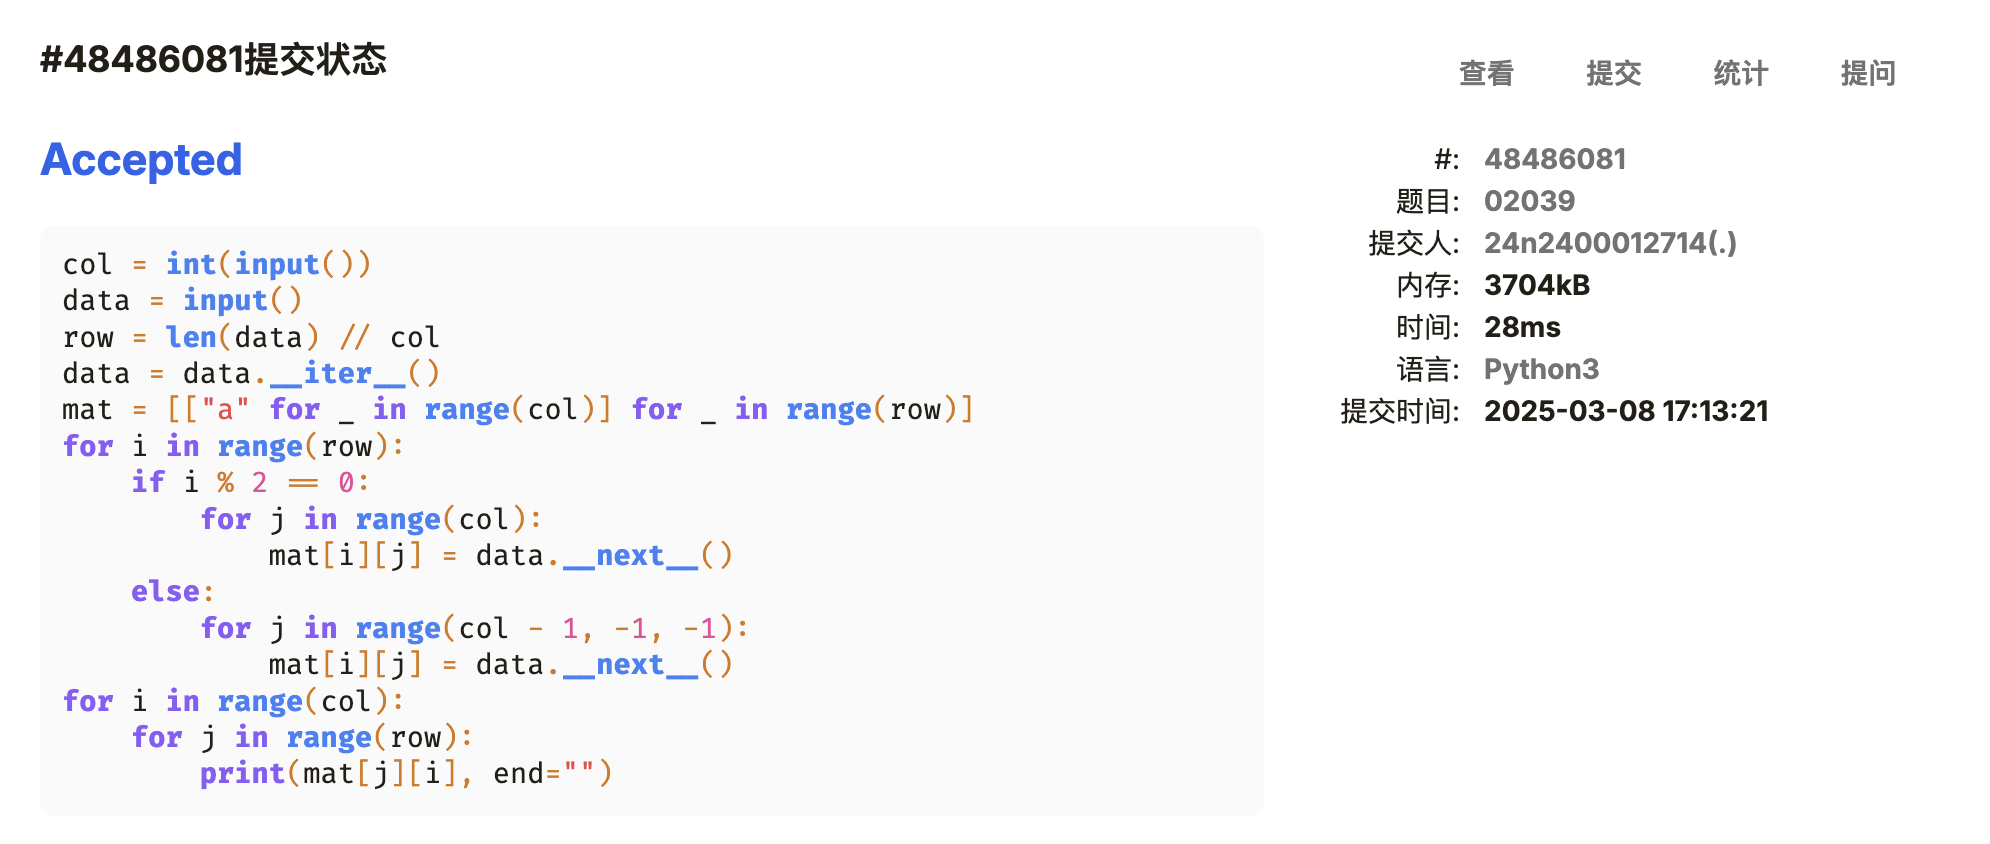 #48486081提交状态
查看 提交 统计 提问
Accepted
col = int(input())
data = input()
row = len(data) // col
data = data.__iter__()
mat = [["a" for _ in range(col)] for _ in range(row)]
for i in range(row):
    if i % 2 == 0:
        for j in range(col):
            mat[i][j] = data.__next__()
    else:
        for j in range(col - 1, -1, -1):
            mat[i][j] = data.__next__()
for i in range(col):
    for j in range(row):
        print(mat[j][i], end="")
#: 48486081
题目: 02039
提交人: 24n2400012714(.)
内存: 3704kB
时间: 28ms
语言: Python3
提交时间: 2025-03-08 17:13:21